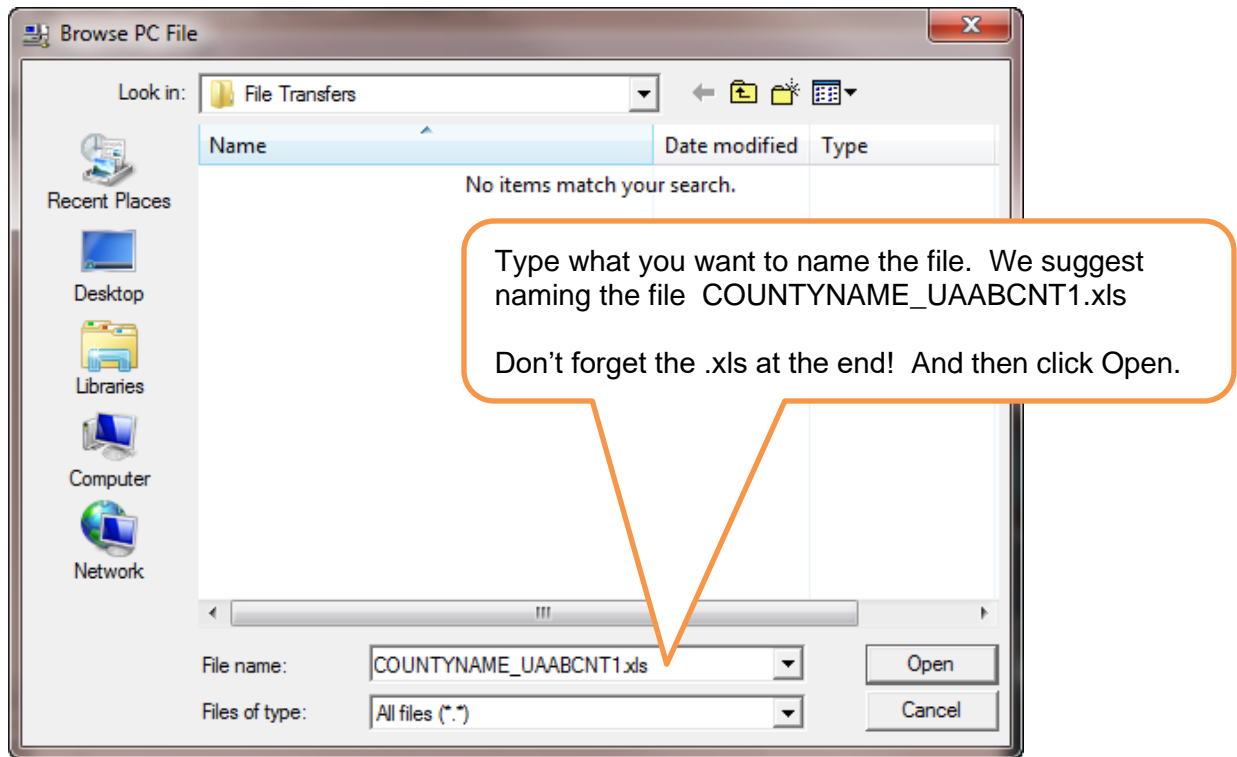 Browse PC File
X
Look in:
File Transfers
Name
Date modified
Type
No items match your search.
Recent Places
Desktop
Libraries
Computer
Network
Type what you want to name the file.  We suggest
naming the file  COUNTYNAME_UAABCNT1.xls
Don’t forget the .xls at the end!  And then click Open.
File name:
COUNTYNAME_UAABCNT1.xls
Open
Files of type:
All files (*.*)
Cancel